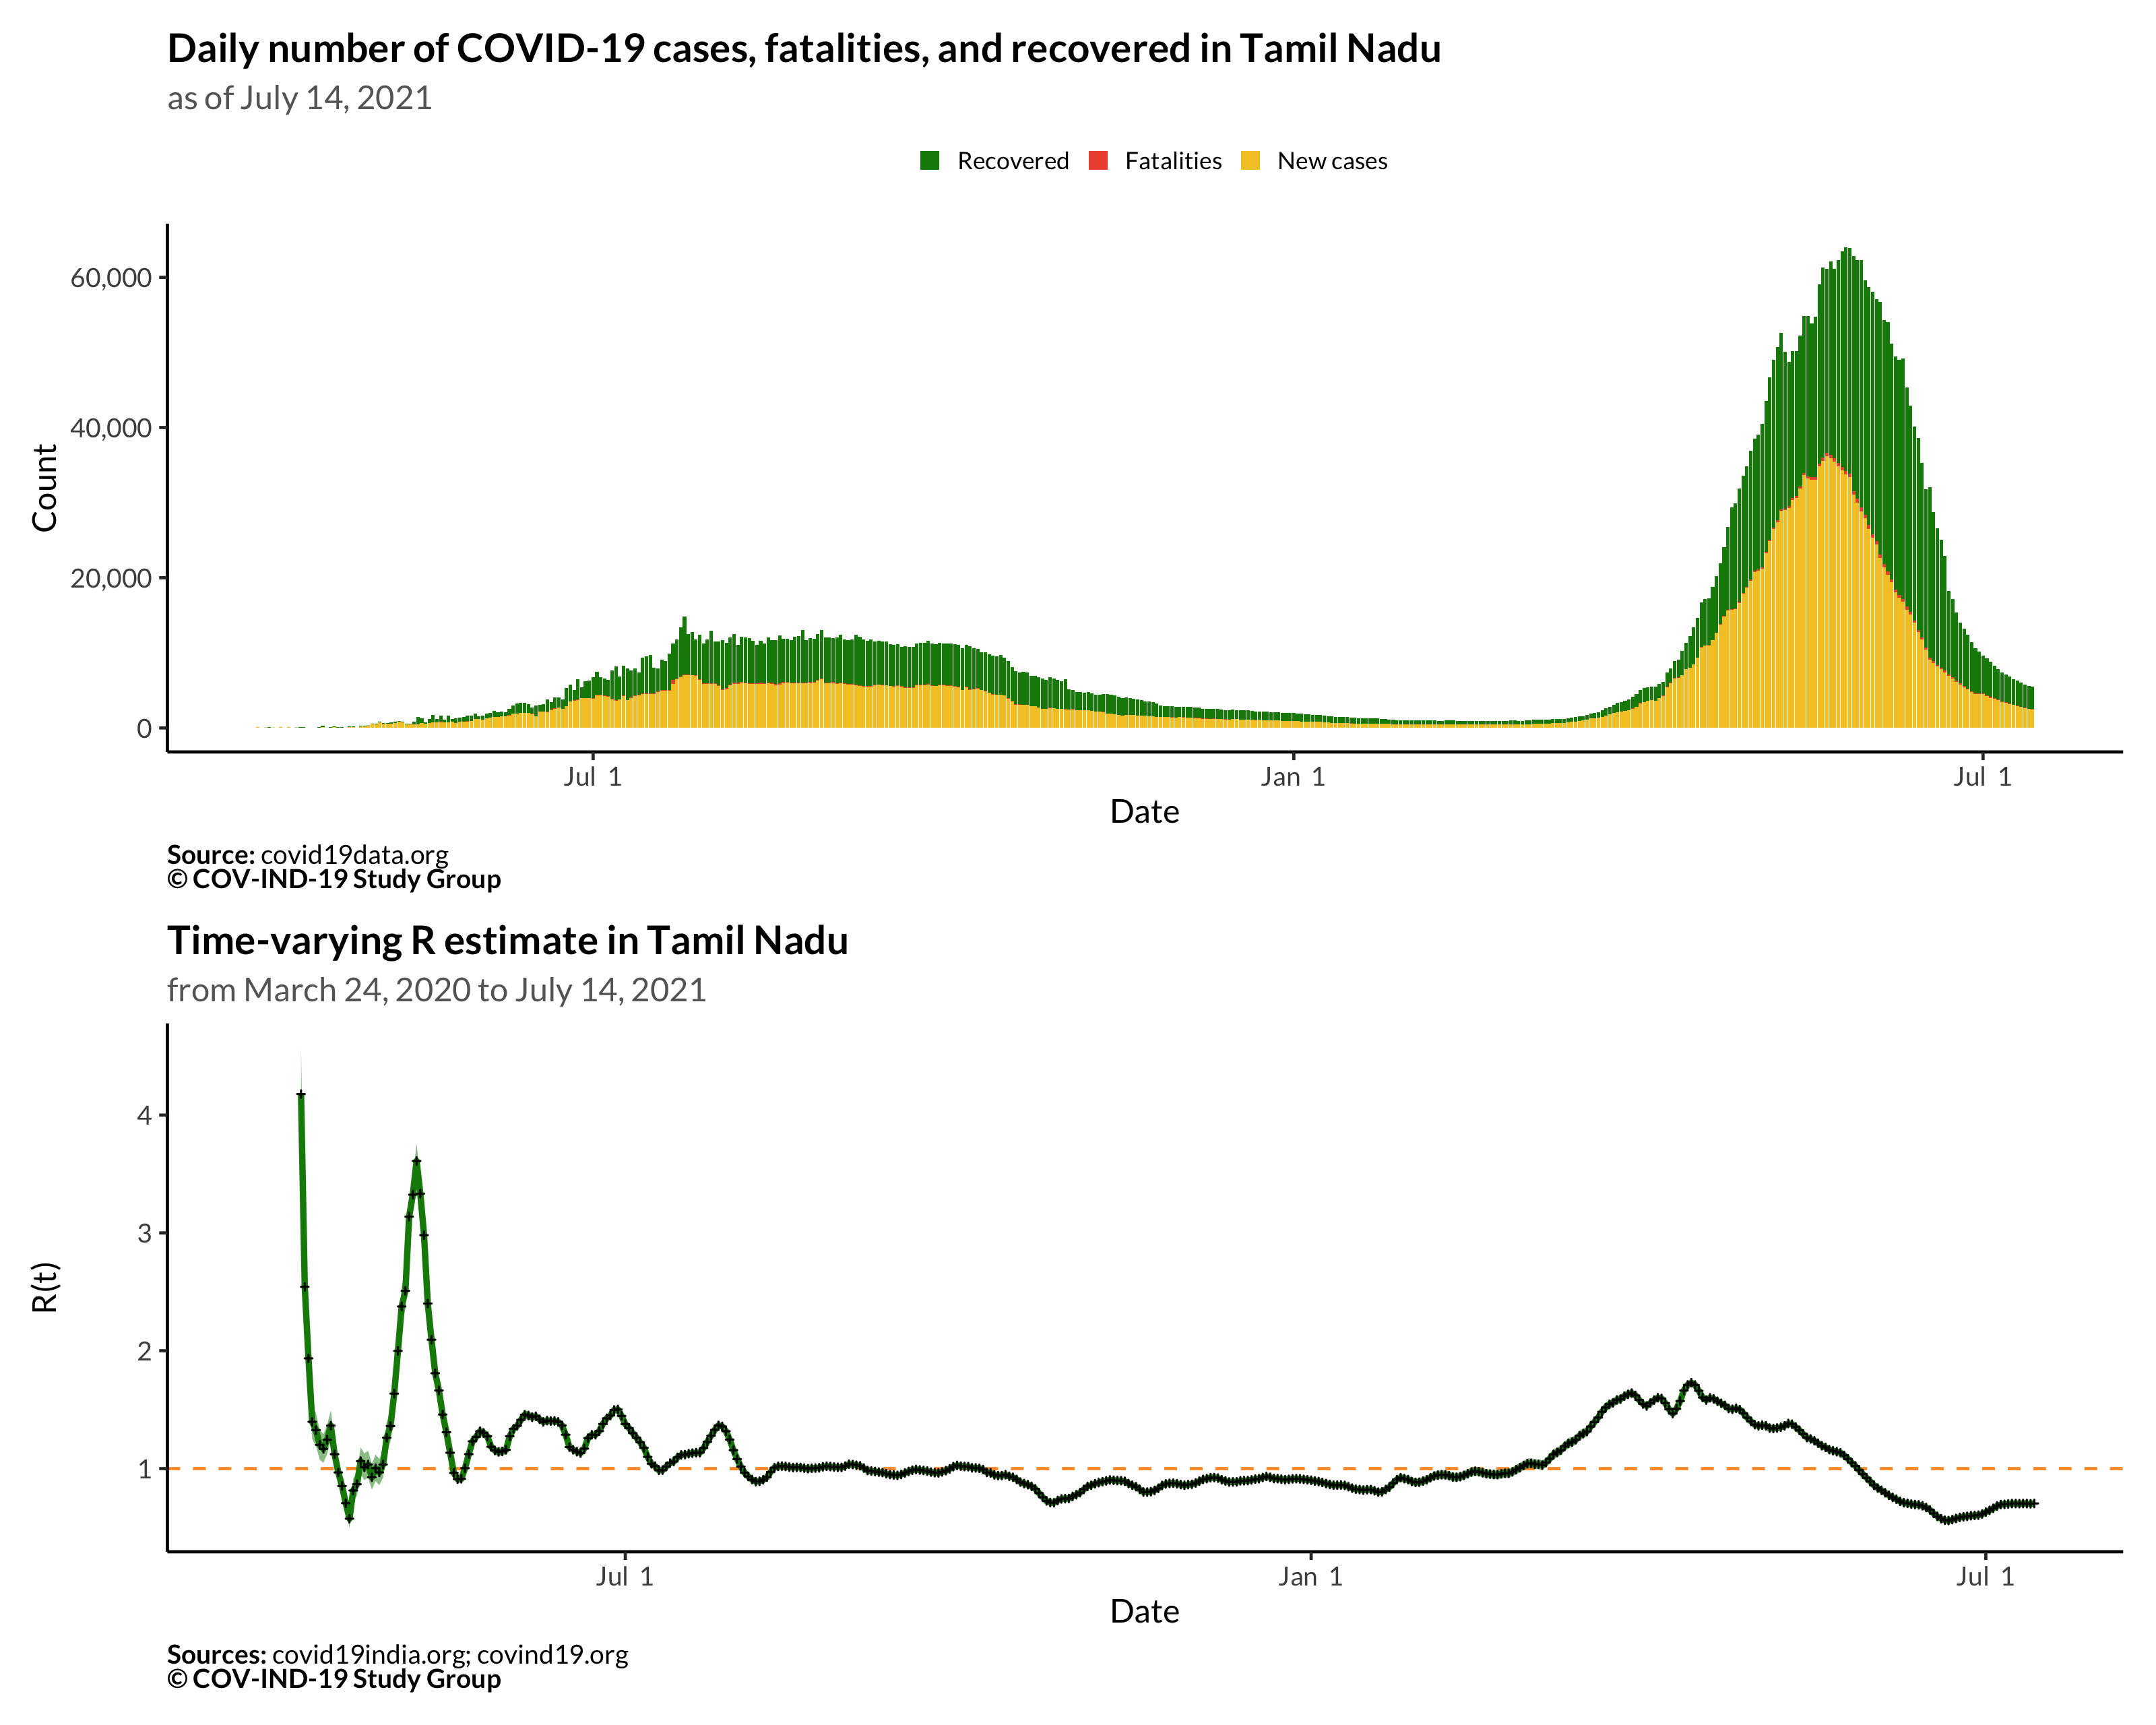 Daily number of COVID-19 cases, fatalities, and recovered in Tamil Nadu
as of July 14, 2021
Recovered Fatalities New cases
60,000
40,000
20,000
0
Count
Jul 1 Jan 1 Jul 1
Date
Source: covid19data.org
© COV-IND-19 Study Group
Time-varying R estimate in Tamil Nadu
from March 24, 2020 to July 14, 2021
4
3
2
1
R(t)
Jul 1 Jan 1 Jul 1
Date
Sources: covid19india.org; covind19.org
© COV-IND-19 Study Group